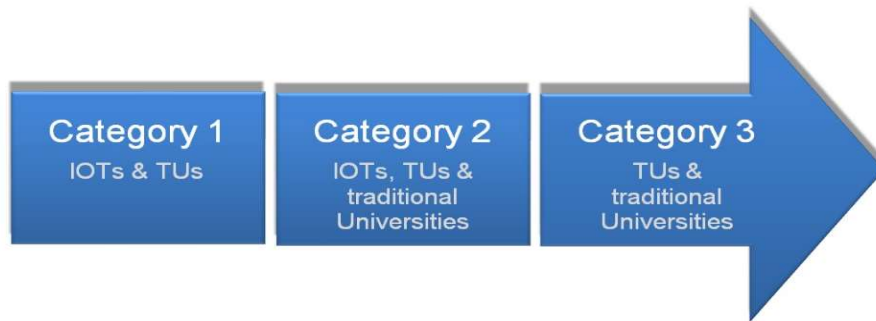 Category 1
IOTs & TUs
Category 2
IOTs, TUs &
traditional
Universities
Category 3
TUs &
traditional
Universities